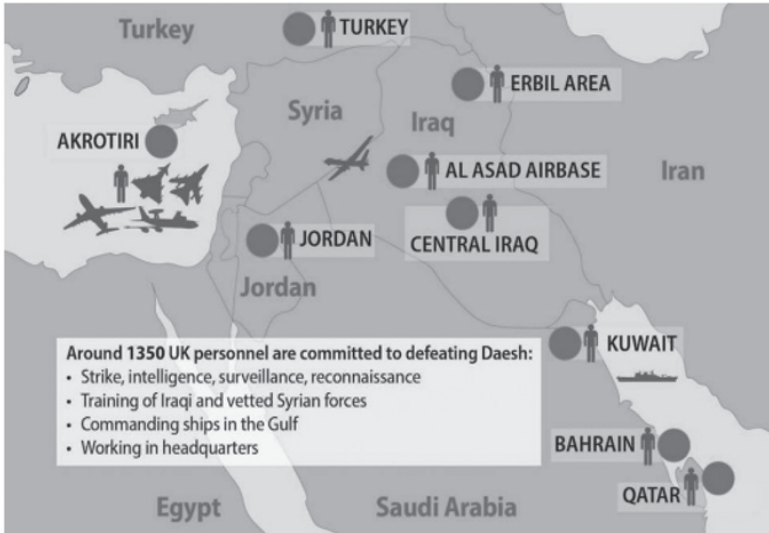 Turkey
TURKEY
ERBIL AREA
Syria
Iraq
AKROTIRI
AL ASAD AIRBASE
Iran
JORDAN
CENTRAL IRAQ
Jordan
Around 1350 UK personnel are committed to defeating Daesh:
• Strike, intelligence, surveillance, reconnaissance
• Training of Iraqi and vetted Syrian forces
• Commanding ships in the Gulf
• Working in headquarters
KUWAIT
BAHRAIN
QATAR
Egypt
Saudi Arabia